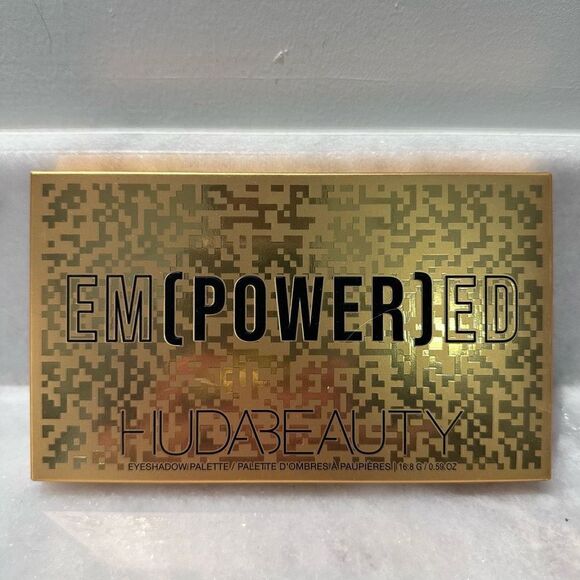 EM(POWER)ED
HUDABEAUTY
EYESHADOW PALETTE // PALETTE D'OMBRES À PAUPIÈRES | 16.8 G / 0.59 OZ